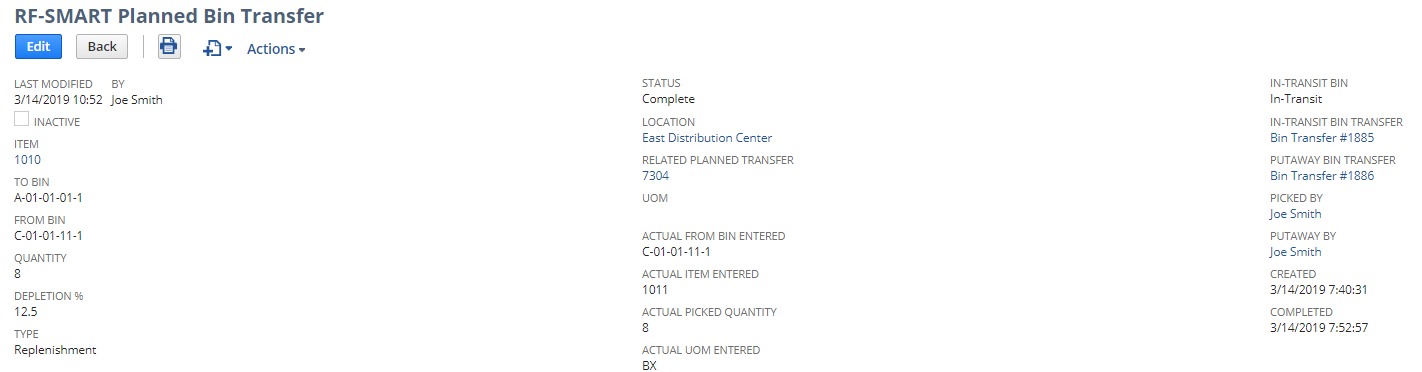 RF-SMART Planned Bin Transfer
Edit
Back
Actions
LAST MODIFIED BY
3/14/2019 10:52 Joe Smith
INACTIVE
ITEM
1010
TO BIN
A-01-01-01-1
FROM BIN
C-01-01-11-1
QUANTITY
8
DEPLETION %
12.5
TYPE
Replenishment
STATUS
Complete
LOCATION
East Distribution Center
RELATED PLANNED TRANSFER
7304
UOM
ACTUAL FROM BIN ENTERED
C-01-01-11-1
ACTUAL ITEM ENTERED
1011
ACTUAL PICKED QUANTITY
8
ACTUAL UOM ENTERED
BX
IN-TRANSIT BIN
In-Transit
IN-TRANSIT BIN TRANSFER
Bin Transfer #1885
PUTAWAY BIN TRANSFER
Bin Transfer #1886
PICKED BY
Joe Smith
PUTAWAY BY
Joe Smith
CREATED
3/14/2019 7:40:31
COMPLETED
3/14/2019 7:52:57